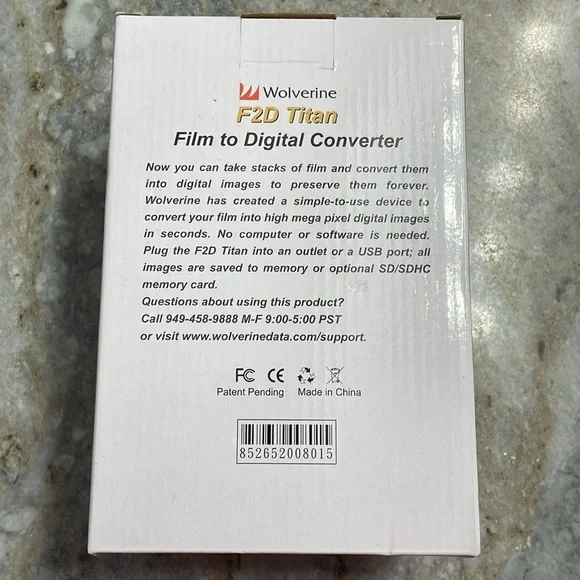 Wolverine
F2D Titan
Film to Digital Converter
Now you can take stacks of film and convert them
into digital images to preserve them forever.
Wolverine has created a simple-to-use device to
convert your film into high mega pixel digital images
in seconds. No computer or software is needed.
Plug the F2D Titan into an outlet or a USB port; all
images are saved to memory or optional SD/SDHC
memory card.
Questions about using this product?
Call 949-458-9888 M-F 9:00-5:00 PST
or visit www.wolverinedata.com/support.
FC CE
Patent Pending Made in China
852652008015